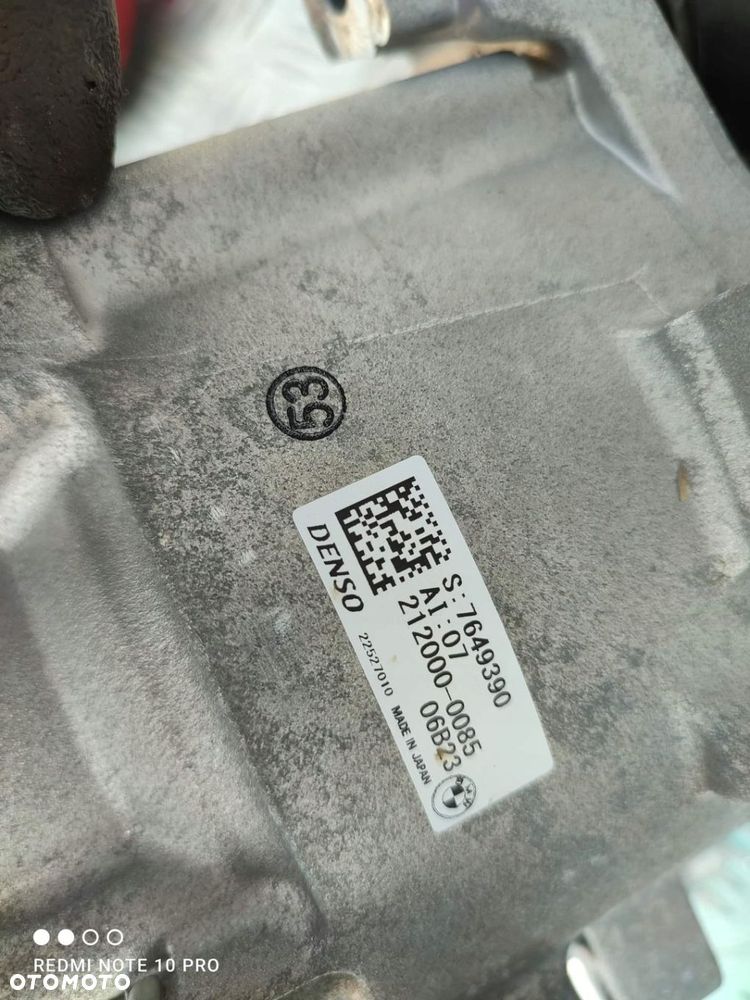 53
DENSO
S:7649390
AI:07
212000-0085
06B23
22527010 MADE IN JAPAN
REDMI NOTE 10 PRO
OTOMOTO